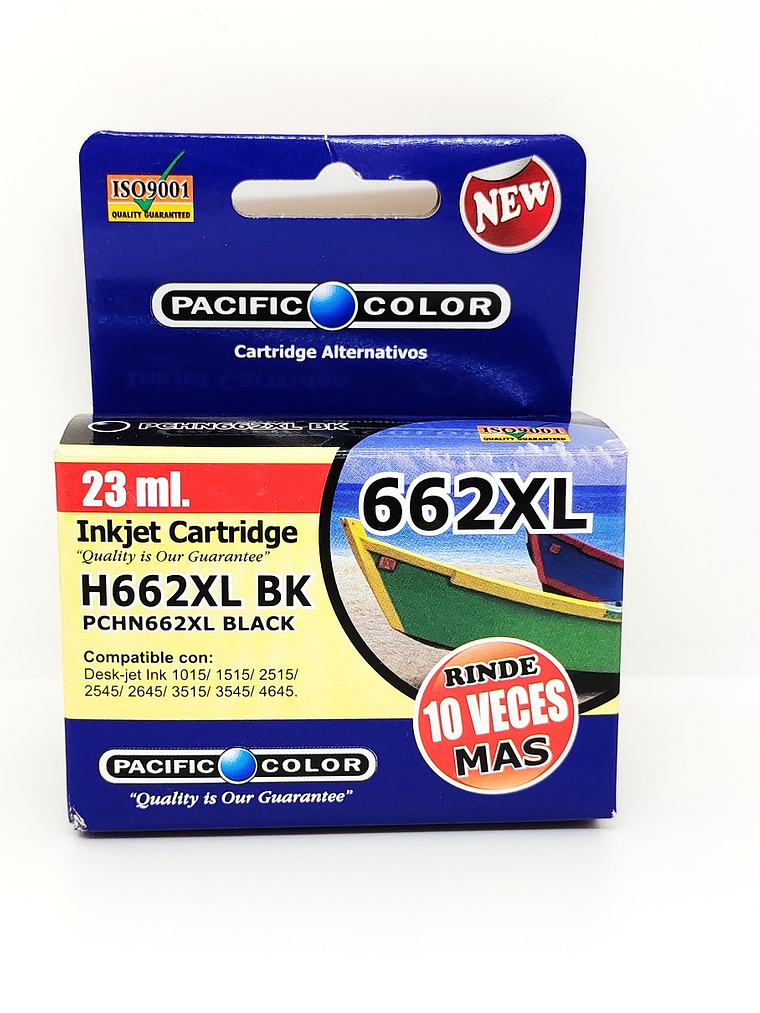 ISO9001
QUALITY GUARANTEED
NEW
PACIFIC COLOR
Cartridge Alternativos
PCHN662XL BK
ISO9001
QUALITY GUARANTEED
23 ml.
662XL
Inkjet Cartridge
“Quality is Our Guarantee”
H662XL BK
PCHN662XL BLACK
Compatible con:
Desk-jet Ink 1015/ 1515/ 2515/
2545/ 2645/ 3515/ 3545/ 4645.
RINDE
10 VECES
MAS
PACIFIC COLOR
“Quality is Our Guarantee”